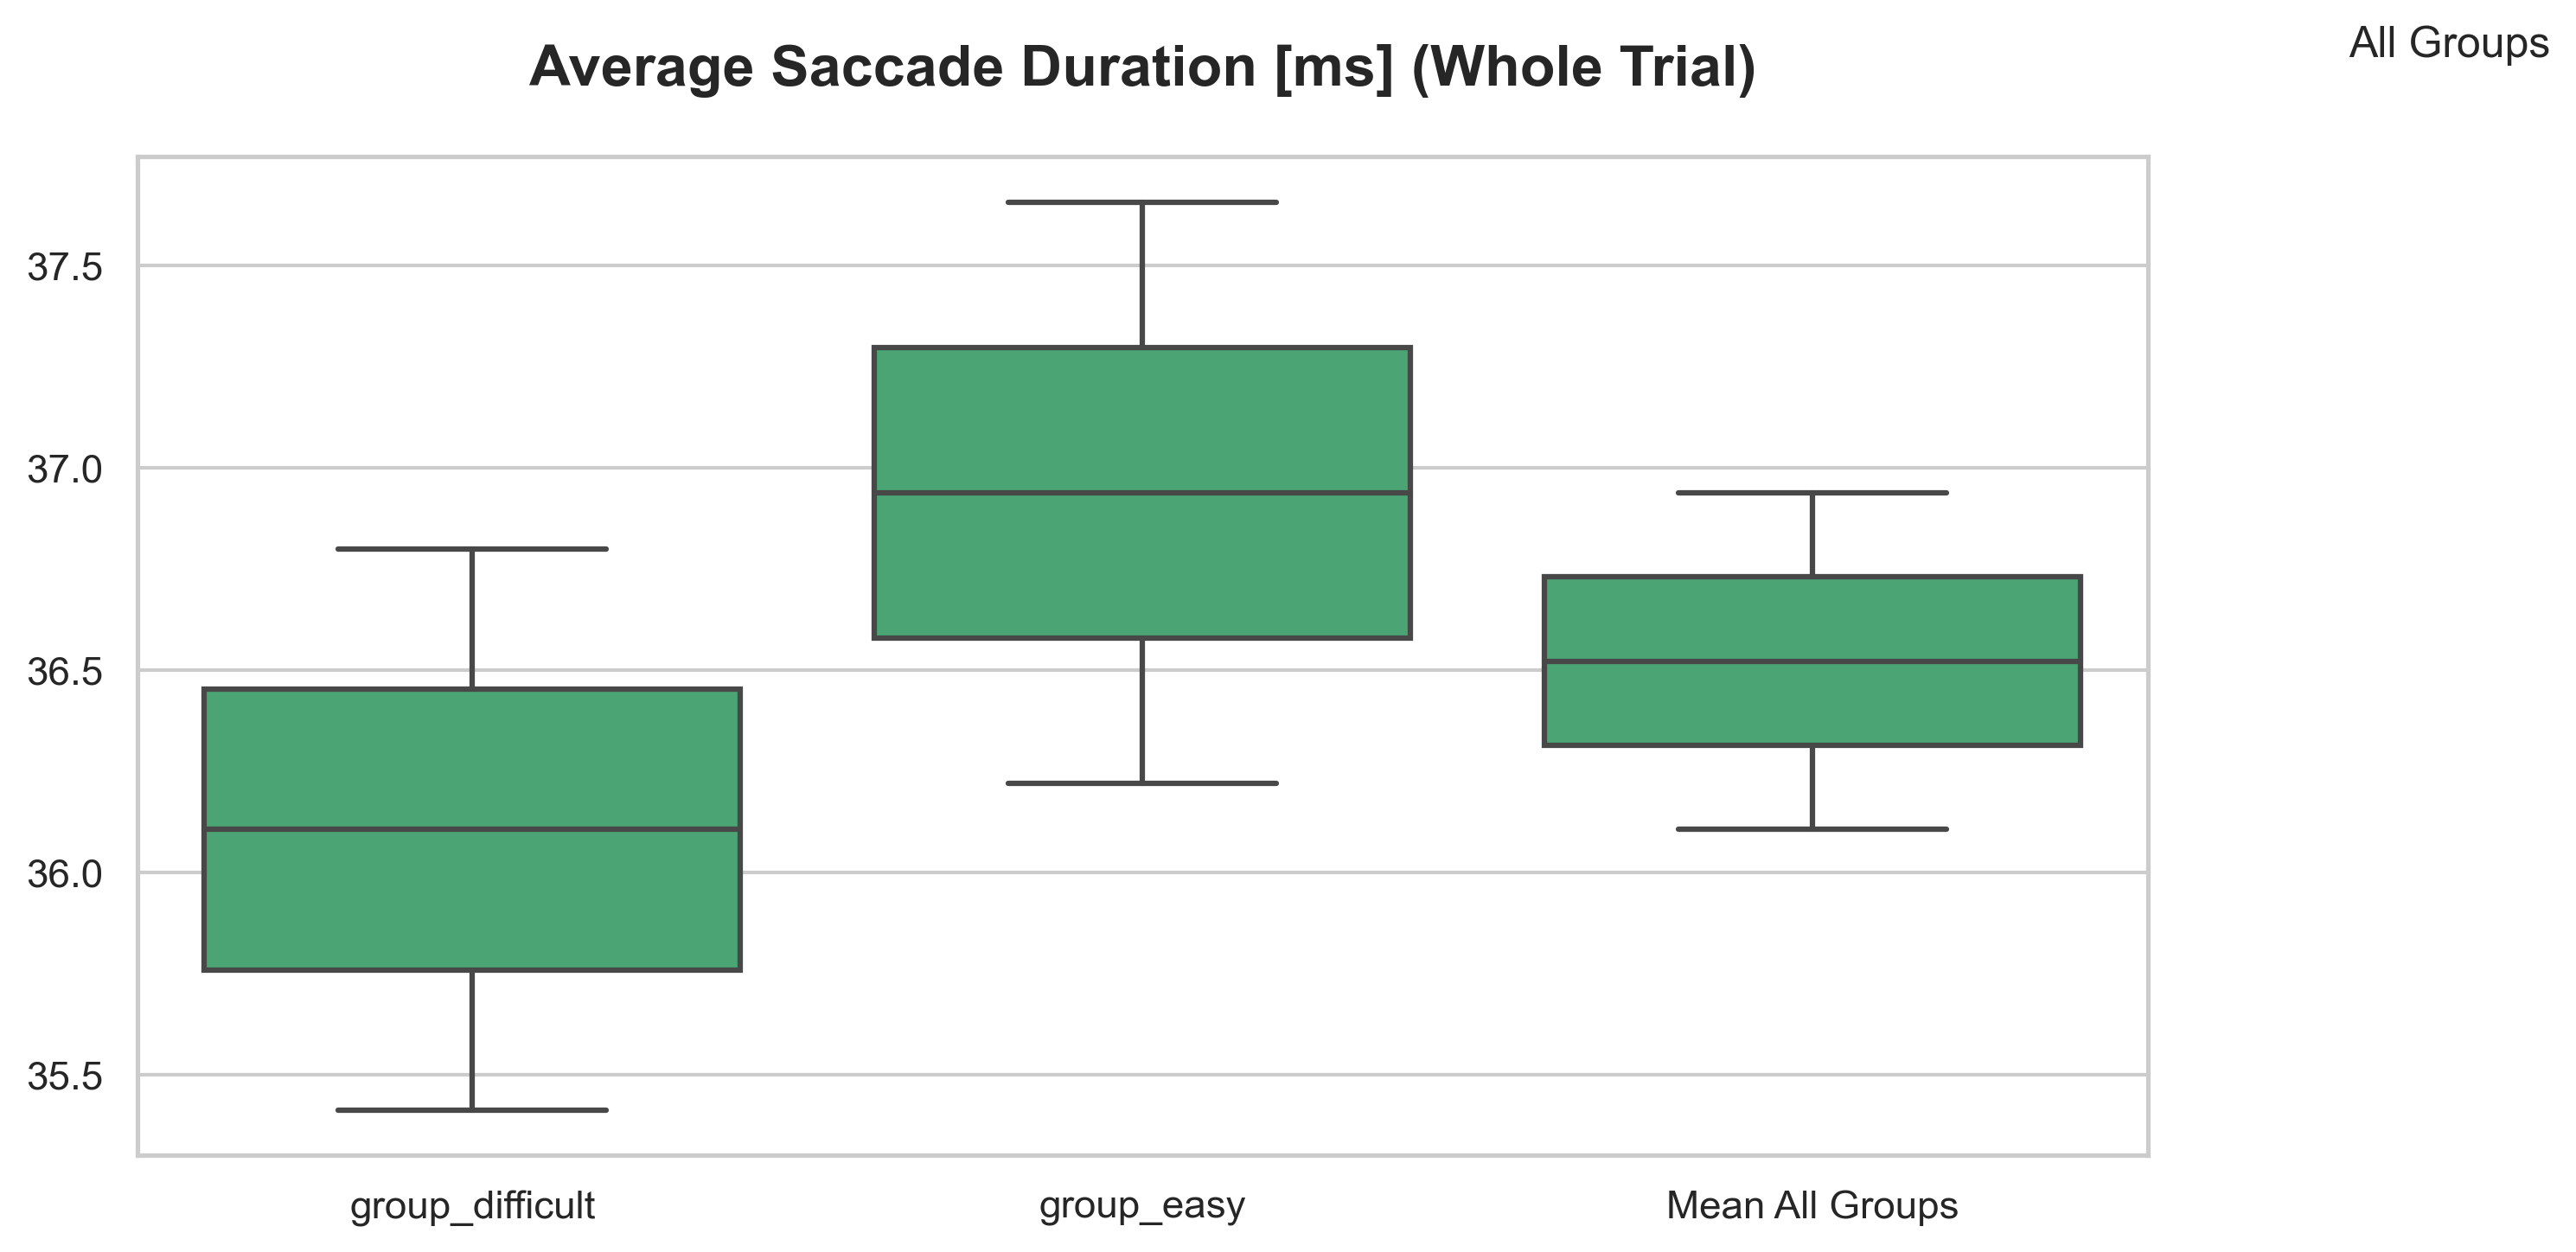 All Groups
Average Saccade Duration [ms] (Whole Trial)
37.5
37.0
36.5
36.0
35.5
group_difficult
group_easy
Mean All Groups